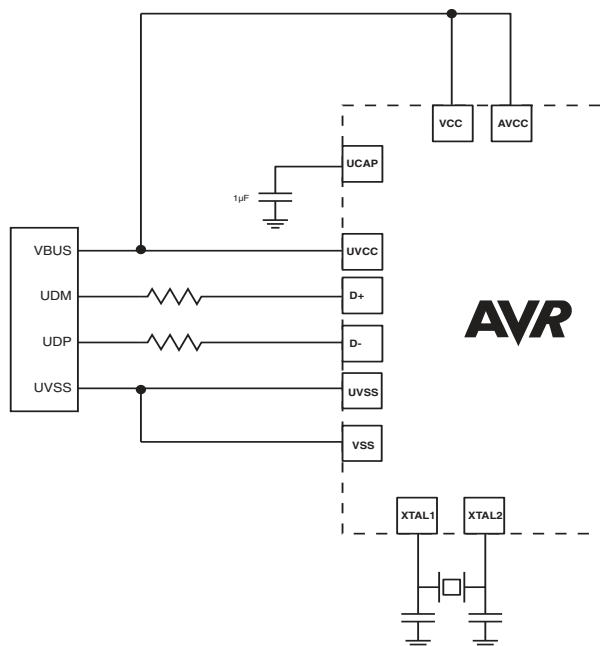 VCC
AVCC
UCAP
1µF
VBUS
UVCC
UDM
D+
AVR
UDP
D-
UVSS
UVSS
VSS
XTAL1
XTAL2